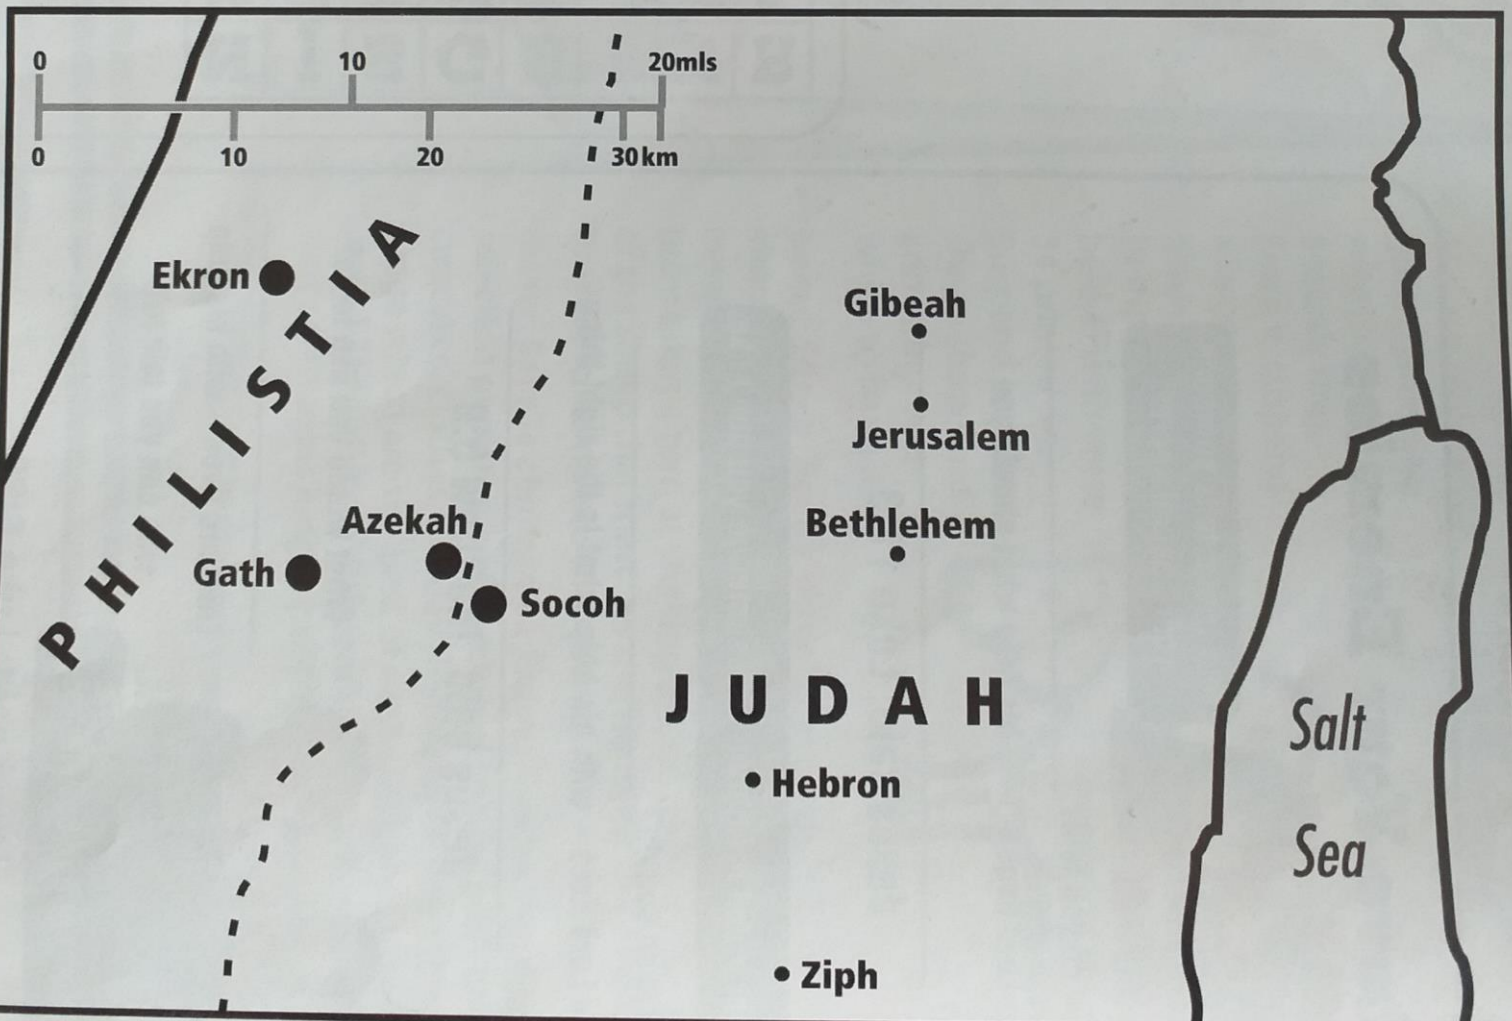 0 10 20mls
0 10 20 30km
PHILISTIA
Ekron
Gibeah
Jerusalem
Azekah
Bethlehem
Gath
Socoh
JUDAH
Salt
Sea
Hebron
Ziph